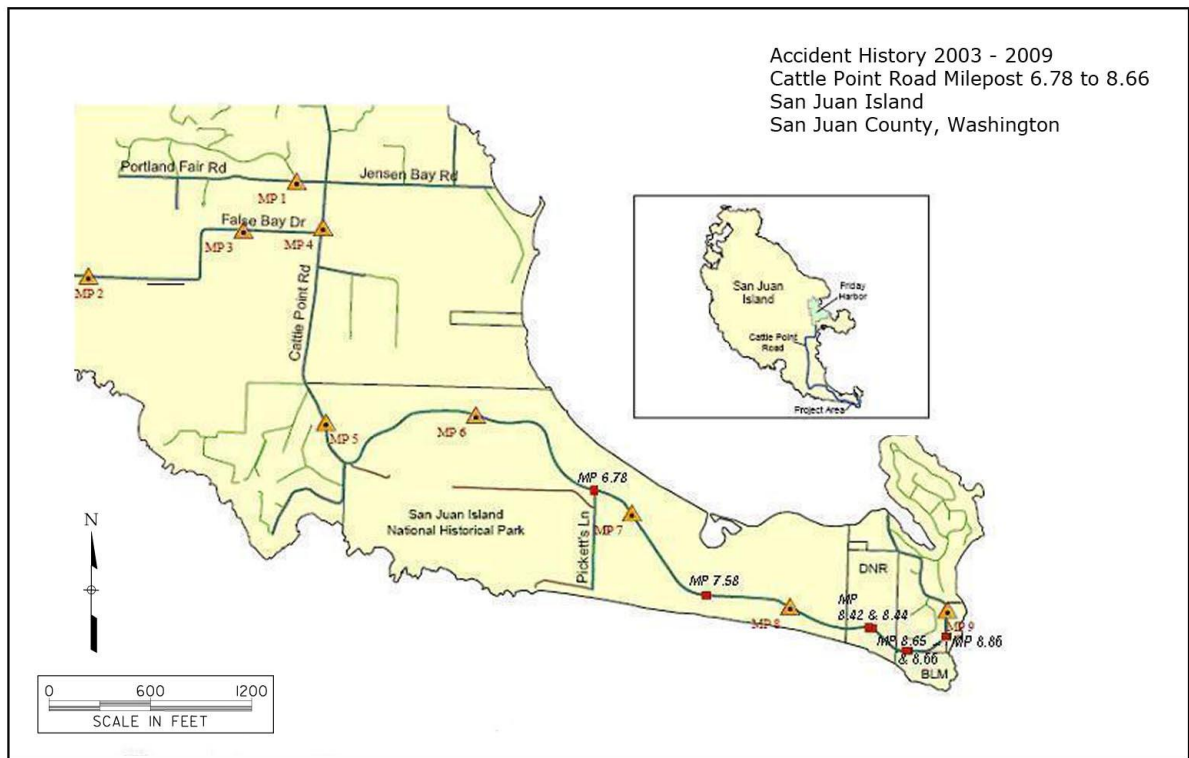 Accident History 2003 - 2009
Cattle Point Road Milepost 6.78 to 8.66
San Juan Island
San Juan County, Washington
Portland Fair Rd
Jensen Bay Rd
MP 1
False Bay Dr
MP 3
MP 4
MP 2
Cattle Point Rd
San Juan
Island
Friday
Harbor
Cattle Point
Road
Project Area
MP 5
MP 6
MP 6.78
San Juan Island
National Historical Park
Pickett's Ln
MP 7
MP 7.58
DNR
MP
8.42 & 8.44
MP 8
MP 9
MP 8.65
& 8.66
MP 8.86
BLM
N
0 600 1200
SCALE IN FEET